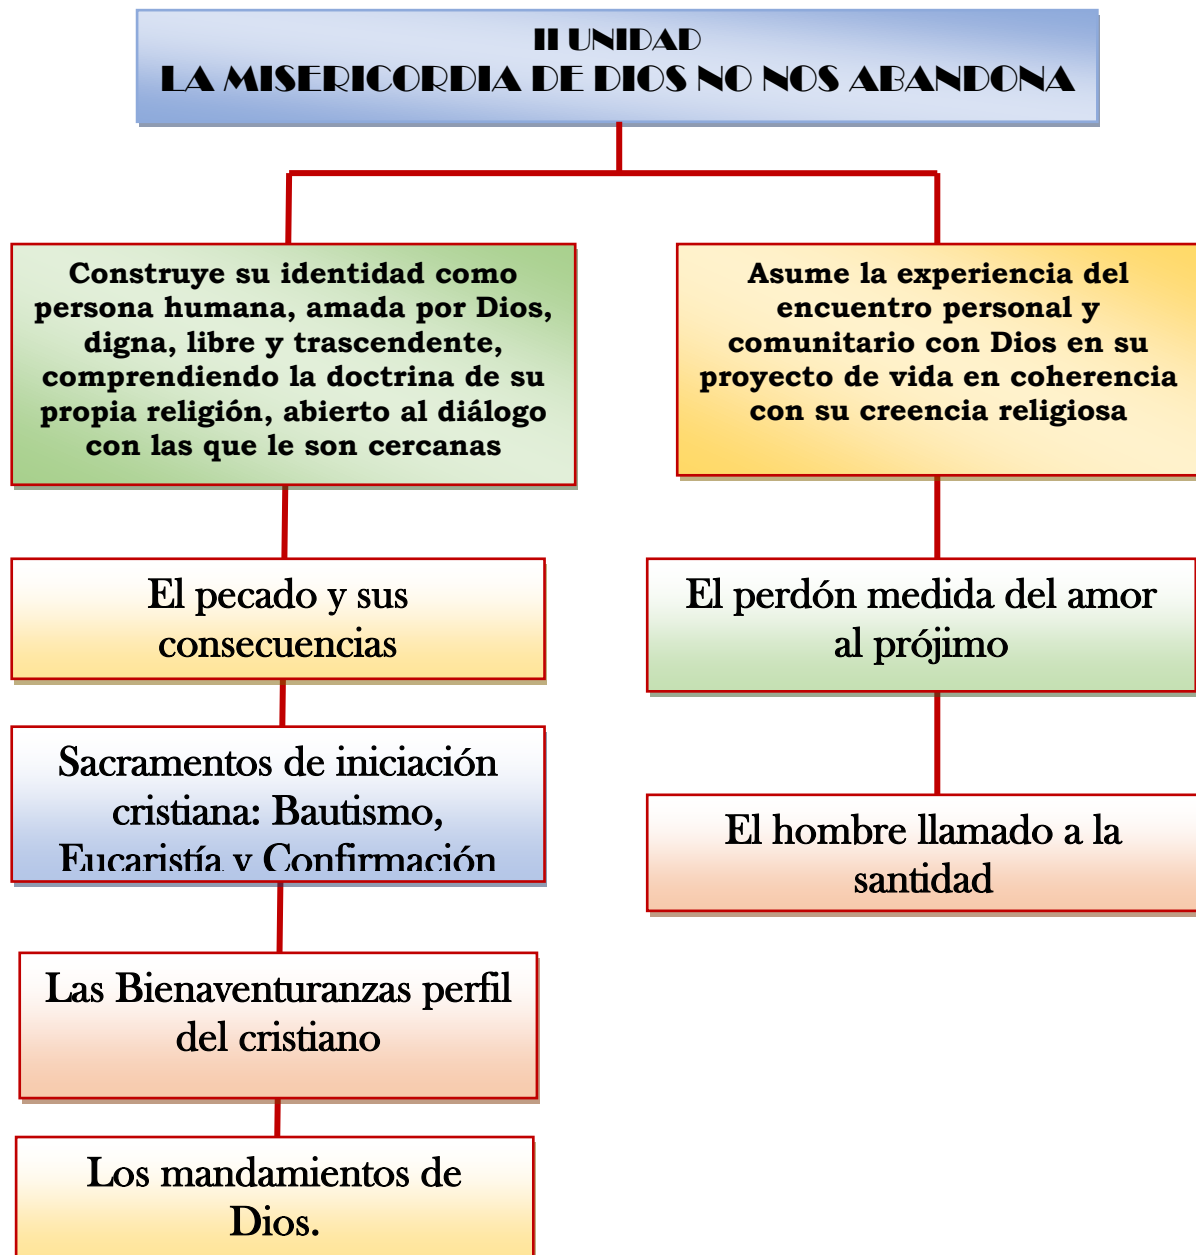 II UNIDAD
LA MISERICORDIA DE DIOS NO NOS ABANDONA
Construye su identidad como
persona humana, amada por Dios,
digna, libre y trascendente,
comprendiendo la doctrina de su
propia religión, abierto al diálogo
con las que le son cercanas
Asume la experiencia del
encuentro personal y
comunitario con Dios en su
proyecto de vida en coherencia
con su creencia religiosa
El pecado y sus
consecuencias
Sacramentos de iniciación
cristiana: Bautismo,
Eucaristía y Confirmación
Las Bienaventuranzas perfil
del cristiano
Los mandamientos de
Dios.
El perdón medida del amor
al prójimo
El hombre llamado a la
santidad